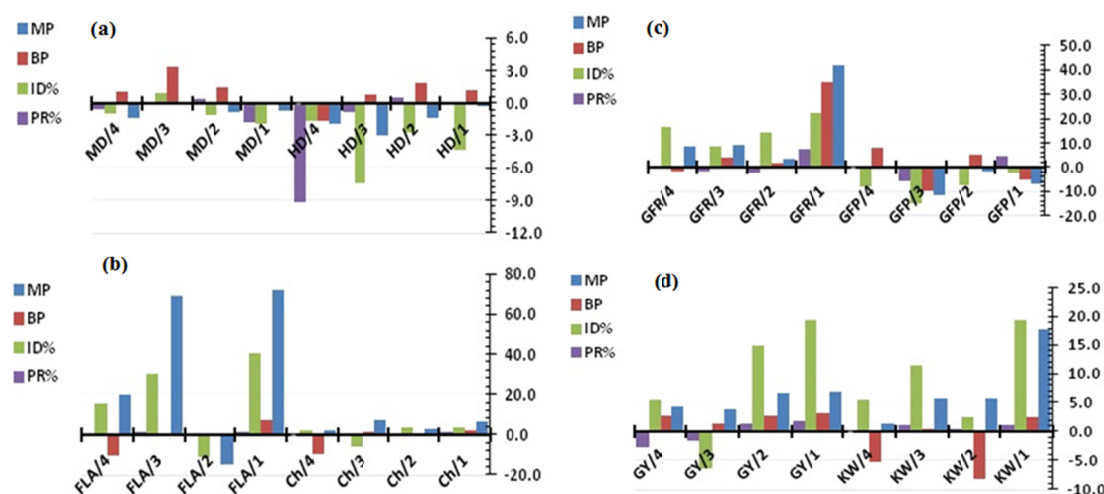 (a)
MP
BP
ID%
PR%
6.0
3.0
0.0
-3.0
-6.0
-9.0
-12.0
MD/4
MD/3
MD/2
MD/1
HD/4
HD/3
HD/2
HD/1
(c)
MP
BP
ID%
PR%
50.0
40.0
30.0
20.0
10.0
0.0
-10.0
-20.0
GFR/4
GFR/3
GFR/2
GFR/1
GFP/4
GFP/3
GFP/2
GFP/1
(b)
MP
BP
ID%
PR%
80.0
60.0
40.0
20.0
0.0
-20.0
FLA/4
FLA/3
FLA/2
FLA/1
Ch/4
Ch/3
Ch/2
Ch/1
(d)
MP
BP
ID%
PR%
25.0
20.0
15.0
10.0
5.0
0.0
-5.0
-10.0
GY/4
GY/3
GY/2
GY/1
KW/4
KW/3
KW/2
KW/1